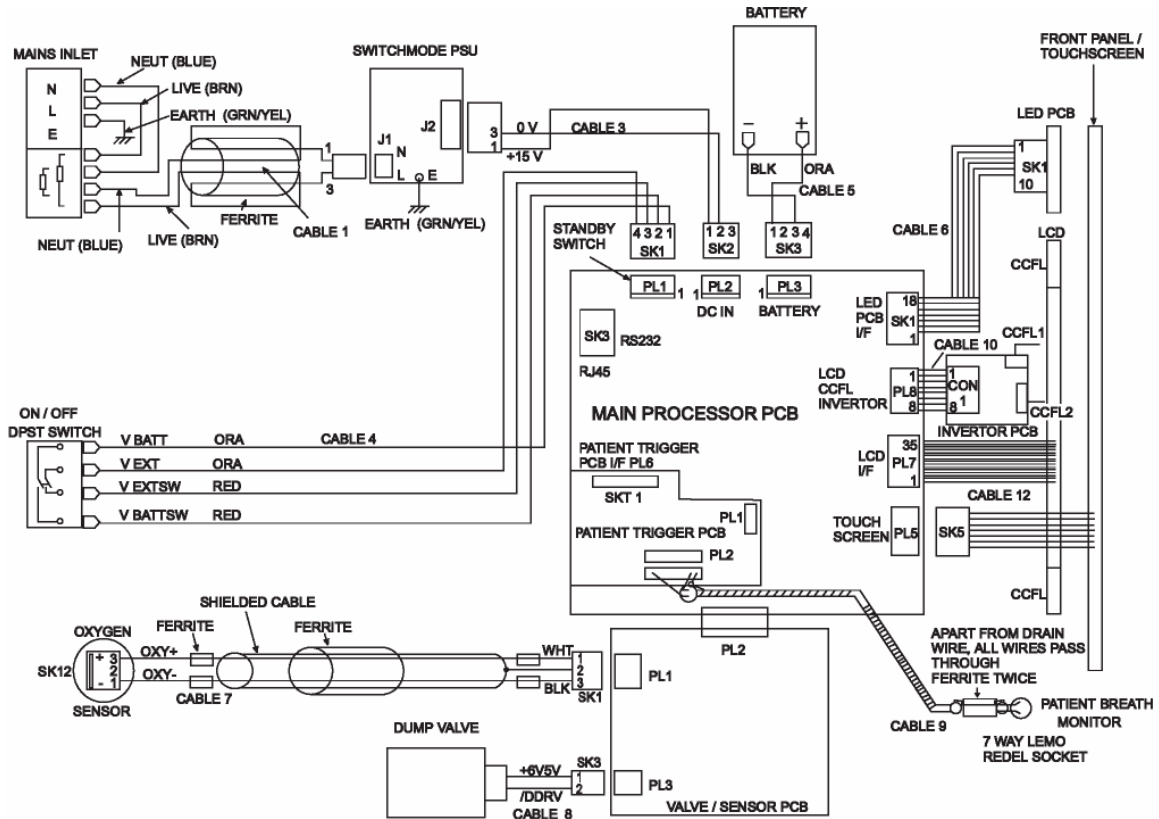 BATTERY
MAINS INLET
NEUT (BLUE)
SWITCHMODE PSU
FRONT PANEL /
TOUCHSCREEN
N
L
E
LIVE (BRN)
EARTH (GRN/YEL)
J2
J1
N
L
E
1
3
3
1
0 V
+15 V
CABLE 3
-
+
BLK
ORA
CABLE 5
LED PCB
1
SK1
10
FERRITE
CABLE 1
NEUT (BLUE)
LIVE (BRN)
EARTH (GRN/YEL)
STANDBY
SWITCH
4 3 2 1
SK1
1 2 3
SK2
1 2 3 4
SK3
CABLE 6
LCD
CCFL
PL1
1
1
PL2
DC IN
1
PL3
BATTERY
LED
PCB
I/F
18
SK1
1
SK3
RS232
RJ45
CABLE 10
CCFL1
LCD
CCFL
INVERTOR
1
PL8
8
1
CON
1
8
CCFL2
INVERTOR PCB
MAIN PROCESSOR PCB
ON / OFF
DPST SWITCH
V BATT
ORA
CABLE 4
V EXT
ORA
V EXTSW
RED
V BATTSW
RED
PATIENT TRIGGER
PCB I/F PL6
SKT 1
PL1
PATIENT TRIGGER PCB
PL2
LCD
I/F
35
PL7
1
CABLE 12
TOUCH
SCREEN
PL5
SK5
CCFL
SHIELDED CABLE
OXYGEN
FERRITE
FERRITE
SK12
+ 3
2
- 1
OXY+
OXY-
WHT
BLK
1
2
3
SK1
CABLE 7
SENSOR
PL2
PL1
APART FROM DRAIN
WIRE, ALL WIRES PASS
THROUGH
FERRITE TWICE
CABLE 9
PATIENT BREATH
MONITOR
7 WAY LEMO
REDEL SOCKET
DUMP VALVE
+6V5V
/DDRV
CABLE 8
SK3
1
2
PL3
VALVE / SENSOR PCB